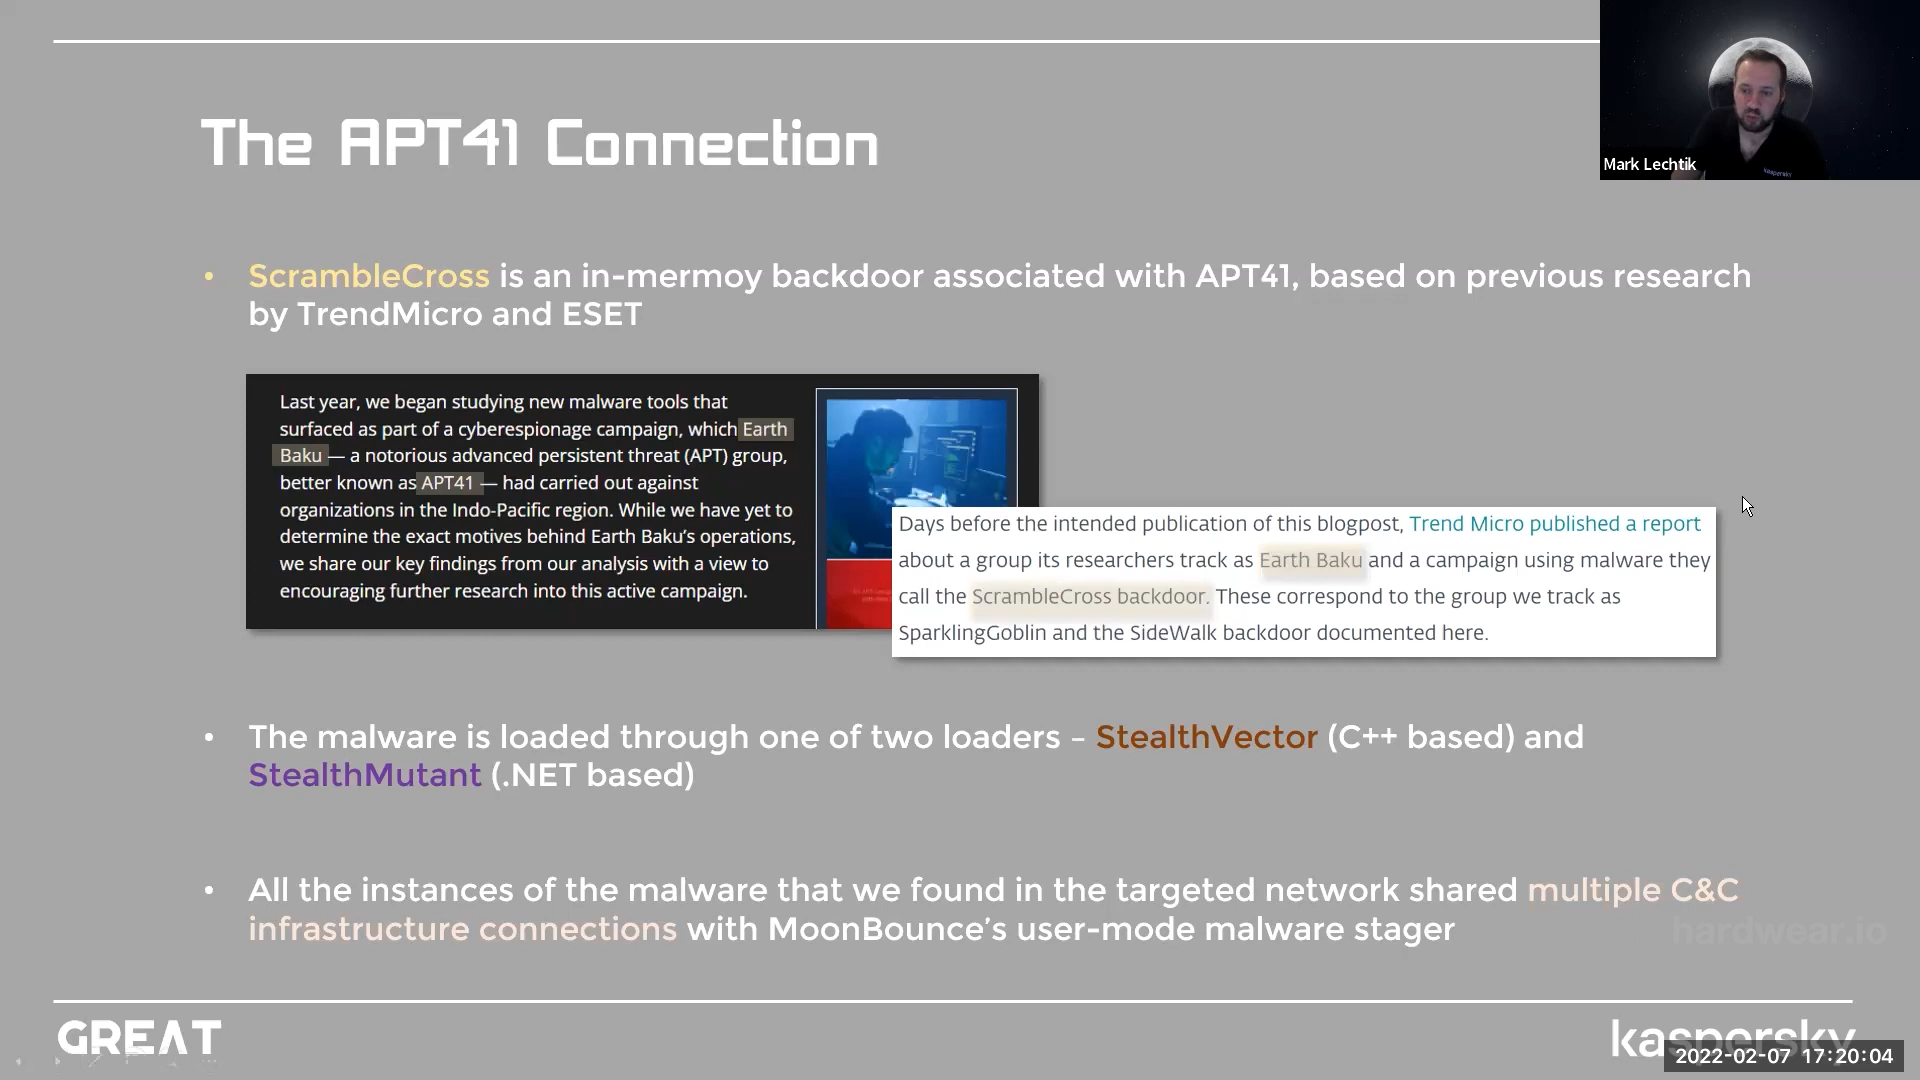 The APT41 Connection
Mark Lechtik
kaspersky
• ScrambleCross is an in-mermoy backdoor associated with APT41, based on previous research
by TrendMicro and ESET
Last year, we began studying new malware tools that
surfaced as part of a cyberespionage campaign, which Earth
Baku — a notorious advanced persistent threat (APT) group,
better known as APT41 — had carried out against
organizations in the Indo-Pacific region. While we have yet to
determine the exact motives behind Earth Baku’s operations,
we share our key findings from our analysis with a view to
encouraging further research into this active campaign.
Days before the intended publication of this blogpost, Trend Micro published a report
about a group its researchers track as Earth Baku and a campaign using malware they
call the ScrambleCross backdoor. These correspond to the group we track as
SparklingGoblin and the SideWalk backdoor documented here.
• The malware is loaded through one of two loaders – StealthVector (C++ based) and
StealthMutant (.NET based)
• All the instances of the malware that we found in the targeted network shared multiple C&C
infrastructure connections with MoonBounce’s user-mode malware stager
hardwear.io
GREAT
kaspersky
2022-02-07 17:20:04